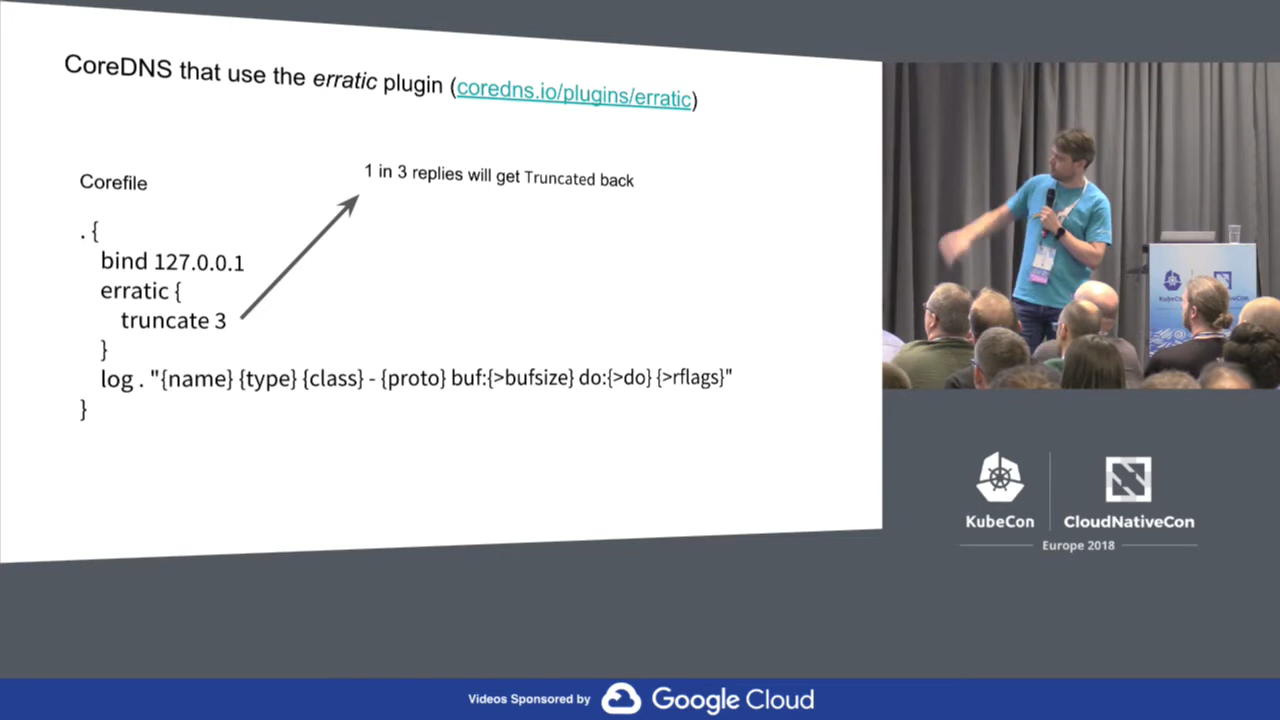 CoreDNS that use the erratic plugin (coredns.io/plugins/erratic)
1 in 3 replies will get Truncated back
Corefile
. {
bind 127.0.0.1
erratic {
truncate 3
}
log . "{name} {type} {class} - {proto} buf:{>bufsize} do:{>do} {>rflags}"
}
KubeCon
CloudNativeCon
Europe 2018
Videos Sponsored by Google Cloud